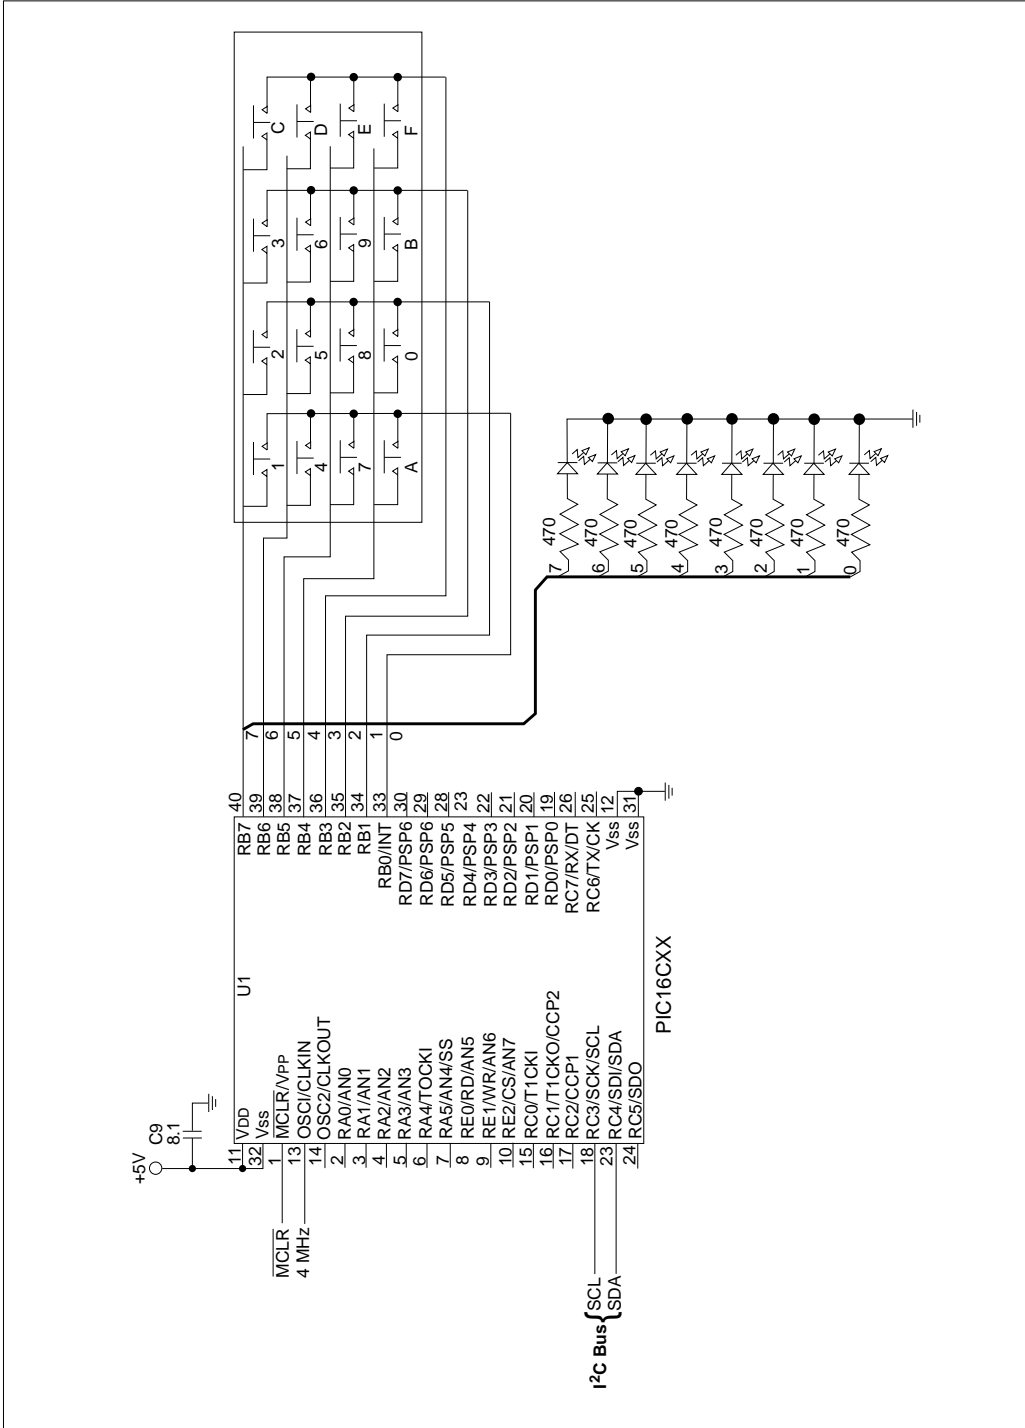 +5V
C9
8.1
U1
11 VDD
32 Vss
MCLR 1 MCLR/VPP
4 MHz 13 OSCI/CLKIN
14 OSC2/CLKOUT
2 RA0/AN0
3 RA1/AN1
4 RA2/AN2
5 RA3/AN3
6 RA4/TOCKI
7 RA5/AN4/SS
8 RE0/RD/AN5
9 RE1/WR/AN6
10 RE2/CS/AN7
15 RC0/T1CKI
16 RC1/T1CKO/CCP2
17 RC2/CCP1
I²C Bus
SCL 18 RC3/SCK/SCL
SDA 23 RC4/SDI/SDA
24 RC5/SDO
RB7 40 7
RB6 39 6
RB5 38 5
RB4 37 4
RB3 36 3
RB2 35 2
RB1 34 1
RB0/INT 33 0
RD7/PSP6 30
RD6/PSP6 29
RD5/PSP5 28
RD4/PSP4 23
RD3/PSP3 22
RD2/PSP2 21
RD1/PSP1 20
RD0/PSP0 19
RC7/RX/DT 26
RC6/TX/CK 25
Vss 12
Vss 31
PIC16CXX
1 2 3 C
4 5 6 D
7 8 9 E
A 0 B F
7 470
6 470
5 470
4 470
3 470
2 470
1 470
0 470